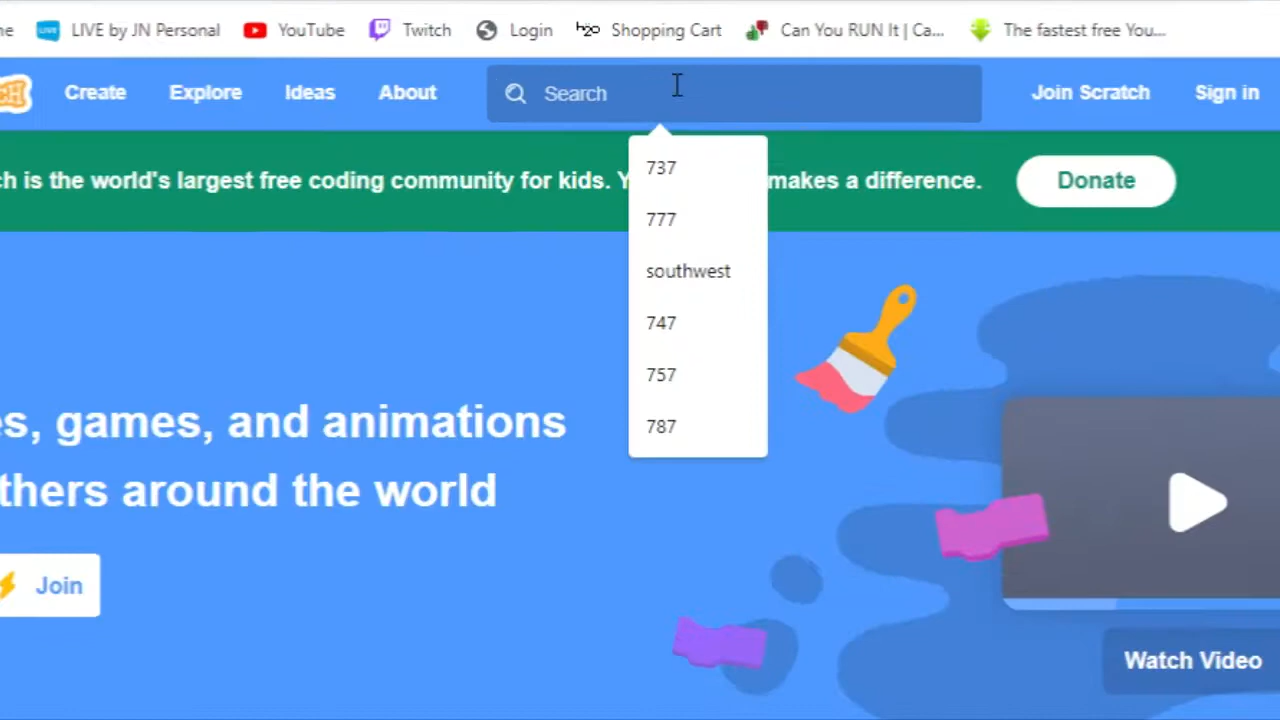 ne LIVE by JN Personal YouTube Twitch Login h2o Shopping Cart Can You RUN It | Ca... The fastest free You...
CH Create Explore Ideas About Search Join Scratch Sign in
ch is the world's largest free coding community for kids. Y makes a difference. Donate
737
777
southwest
747
757
787
es, games, and animations
thers around the world
Join
Watch Video